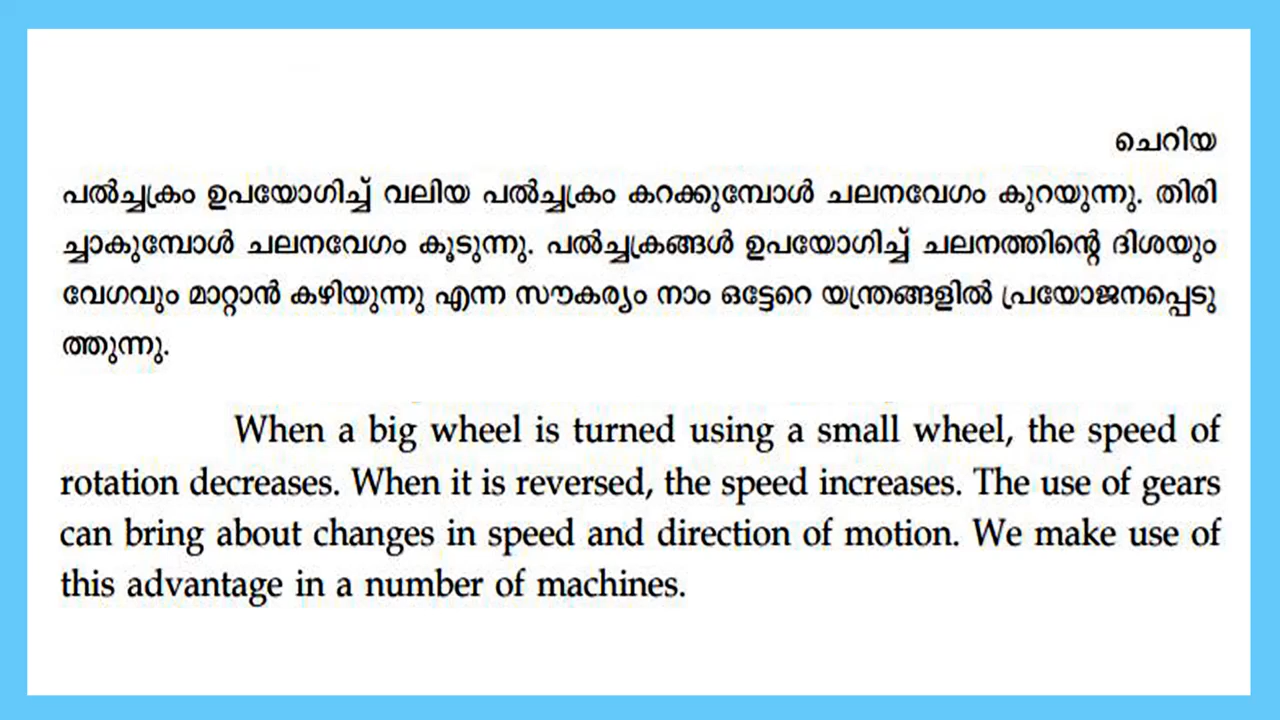 ചെറിയ
പൽച്ചക്രം ഉപയോഗിച്ച് വലിയ പൽച്ചക്രം കറക്കുമ്പോൾ ചലനവേഗം കുറയുന്നു. തിരി
ച്ചാകുമ്പോൾ ചലനവേഗം കൂടുന്നു. പൽച്ചക്രങ്ങൾ ഉപയോഗിച്ച് ചലനത്തിന്റെ ദിശയും
വേഗവും മാറ്റാൻ കഴിയുന്നു എന്ന സൗകര്യം നാം ഒട്ടേറെ യന്ത്രങ്ങളിൽ പ്രയോജനപ്പെടു
ത്തുന്നു.
When a big wheel is turned using a small wheel, the speed of
rotation decreases. When it is reversed, the speed increases. The use of gears
can bring about changes in speed and direction of motion. We make use of
this advantage in a number of machines.